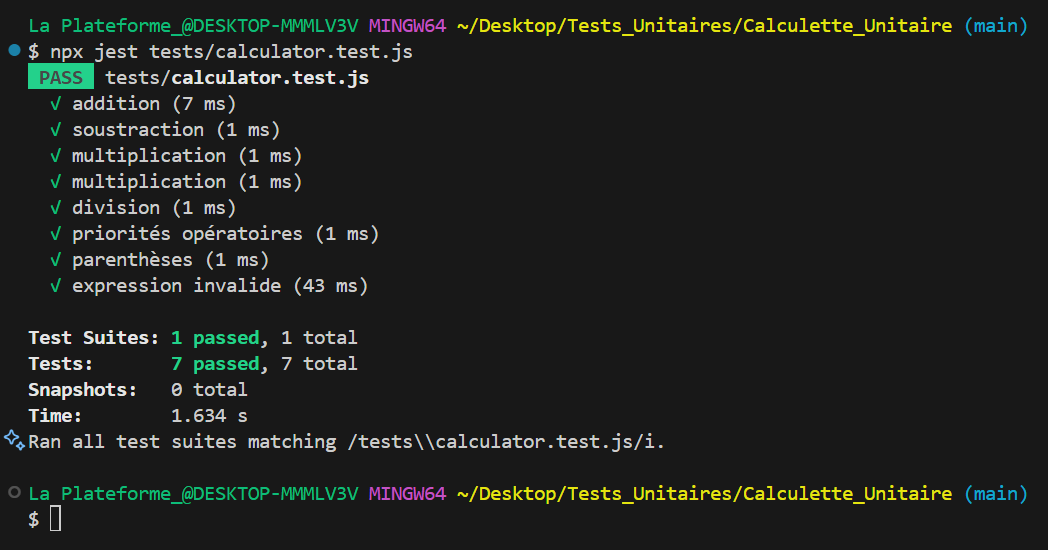 La Plateforme_@DESKTOP-MMMLV3V MINGW64 ~/Desktop/Tests_Unitaires/Calculette_Unitaire (main)
$ npx jest tests/calculator.test.js
PASS tests/calculator.test.js
√ addition (7 ms)
√ soustraction (1 ms)
√ multiplication (1 ms)
√ multiplication (1 ms)
√ division (1 ms)
√ priorités opératoires (1 ms)
√ parenthèses (1 ms)
√ expression invalide (43 ms)
Test Suites: 1 passed, 1 total
Tests: 7 passed, 7 total
Snapshots: 0 total
Time: 1.634 s
Ran all test suites matching /tests\\calculator.test.js/i.
La Plateforme_@DESKTOP-MMMLV3V MINGW64 ~/Desktop/Tests_Unitaires/Calculette_Unitaire (main)
$